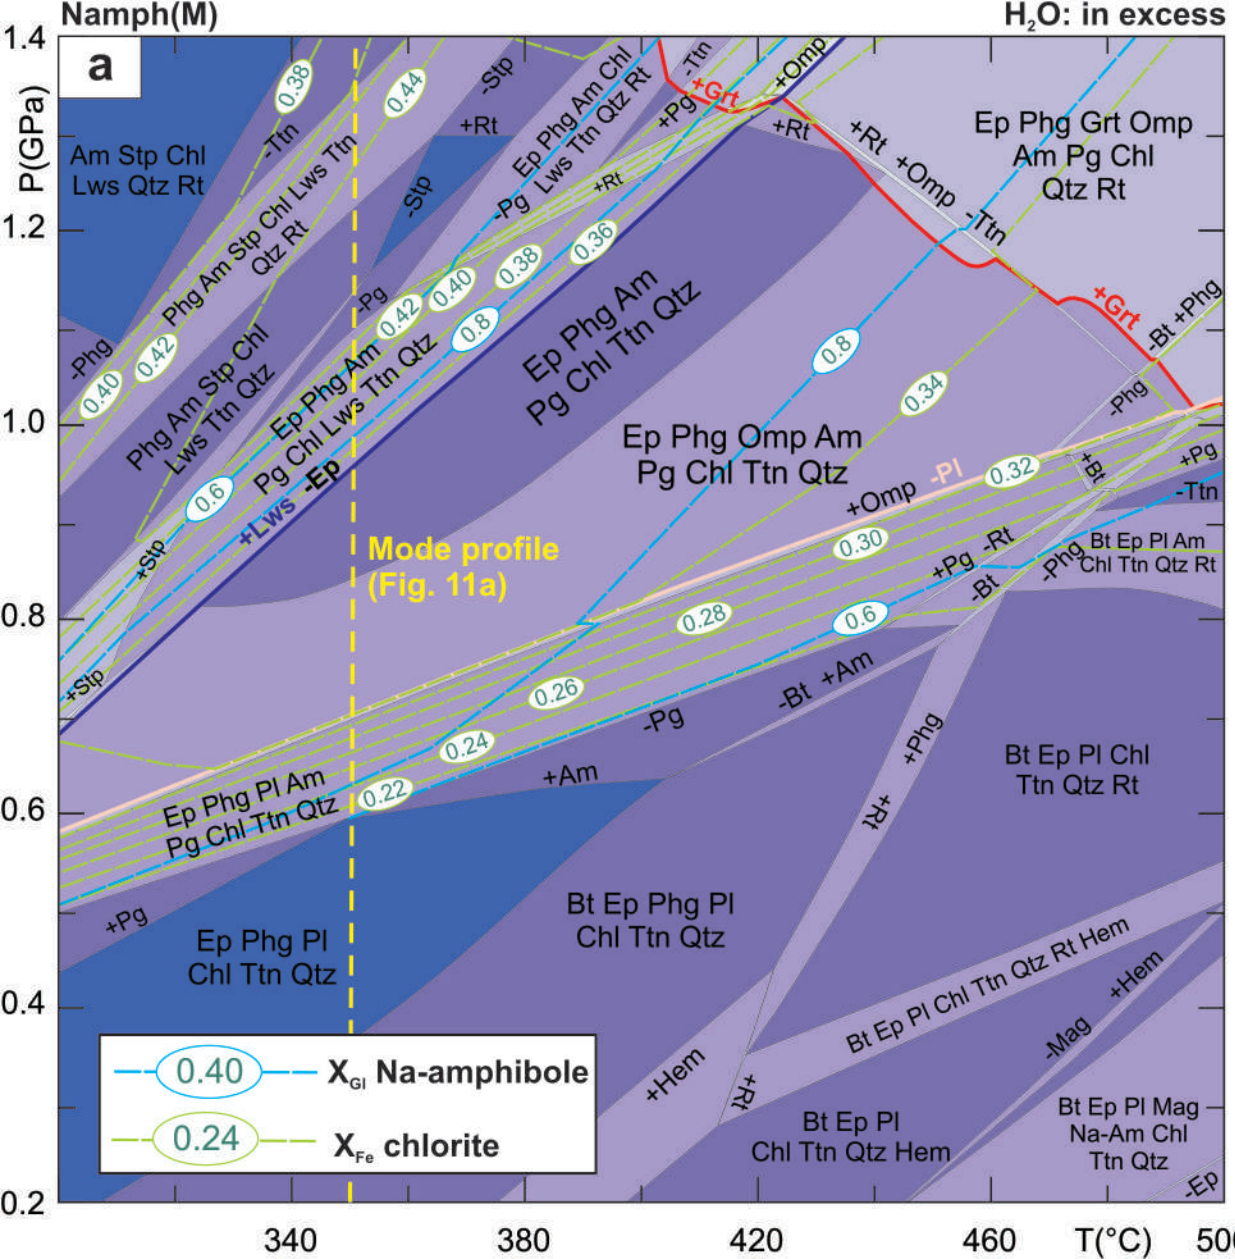 Namph(M)
H₂O: in excess
a
P(GPa)
1.4
1.2
1.0
0.8
0.6
0.4
0.2
340
380
420
460
T(°C)
Am Stp Chl
Lws Qtz Rt
0.38
-Ttn
0.44
-Stp
+Rt
-Stp
Phg Am Stp Chl Lws Ttn
Qtz Rt
Ep Phg Am Chl
Lws Ttn Qtz Rt
-Ttn
+Pg
+Grt
+Omp
+Rt
-Pg
+Rt
+Rt +Omp
-Ttn
Ep Phg Grt Omp
Am Pg Chl
Qtz Rt
-Phg
0.40
0.42
-Pg
0.42
0.40
0.38
0.36
0.8
Phg Am Stp Chl
Lws Ttn Qtz
Ep Phg Am
Pg Chl Lws Ttn Qtz
0.6
+Lws -Ep
+Stp
+Stp
Ep Phg Am
Pg Chl Ttn Qtz
0.8
0.34
Ep Phg Omp Am
Pg Chl Ttn Qtz
+Grt
-Bt +Phg
-Phg
Mode profile
(Fig. 11a)
+Omp
-Pl
0.32
+Bt
+Pg
-Ttn
0.30
+Pg -Rt
-Bt
-Phg
Bt Ep Pl Am
Chl Ttn Qtz Rt
0.28
0.6
0.26
0.24
0.22
-Pg
-Bt +Am
+Am
Ep Phg Pl Am
Pg Chl Ttn Qtz
+Pg
+Phg
+Rt
Bt Ep Pl Chl
Ttn Qtz Rt
Ep Phg Pl
Chl Ttn Qtz
Bt Ep Phg Pl
Chl Ttn Qtz
Bt Ep Pl Chl Ttn Qtz Rt Hem
+Hem
-Mag
+Hem
+Rt
Bt Ep Pl
Chl Ttn Qtz Hem
Bt Ep Pl Mag
Na-Am Chl
Ttn Qtz
-Ep
0.40 X_Gl Na-amphibole
0.24 X_Fe chlorite